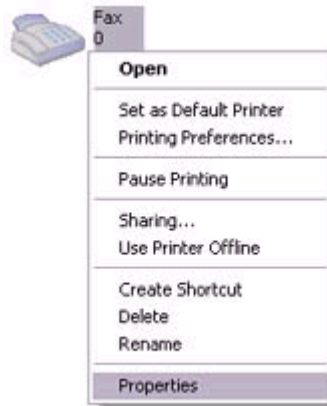 Fax
0
Open
Set as Default Printer
Printing Preferences...
Pause Printing
Sharing...
Use Printer Offline
Create Shortcut
Delete
Rename
Properties